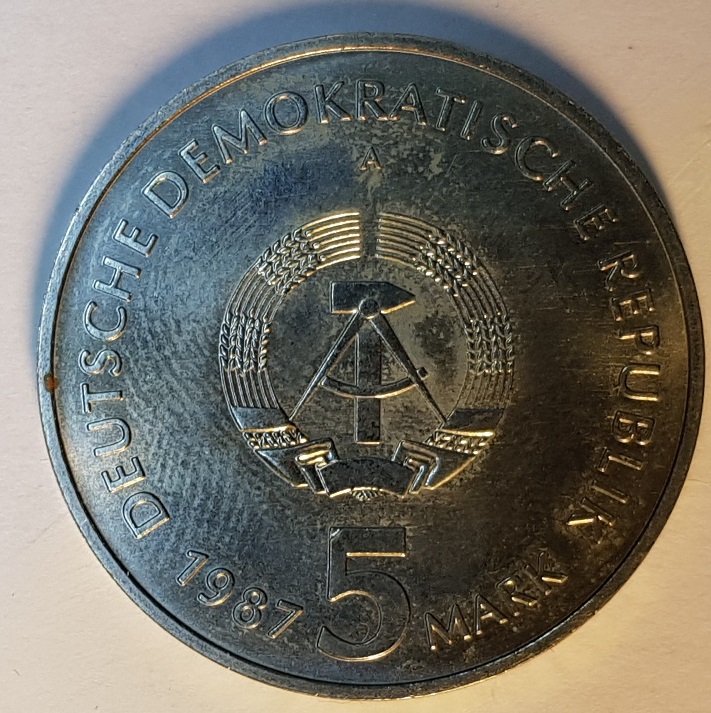 DEUTSCHE DEMOKRATISCHE REPUBLIK
A
1987 5 MARK